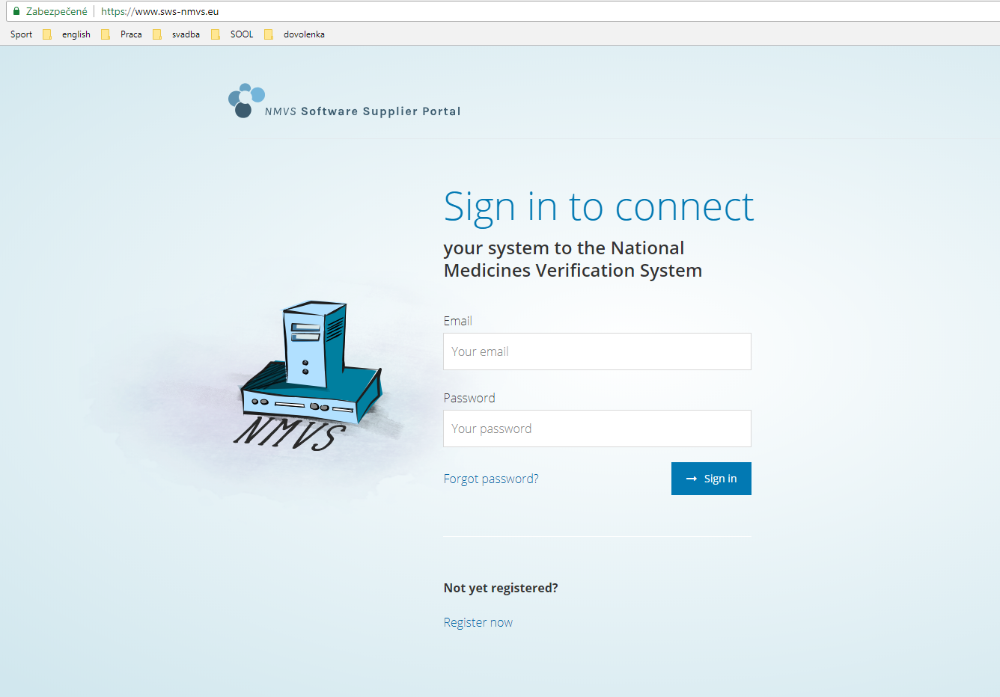 Zabezpečené https://www.sws-nmvs.eu
Sport english Praca svadba SOOL dovolenka
NMVS Software Supplier Portal
Sign in to connect
your system to the National
Medicines Verification System
Email
Your email
Password
Your password
Forgot password? Sign in
NMVS
Not yet registered?
Register now